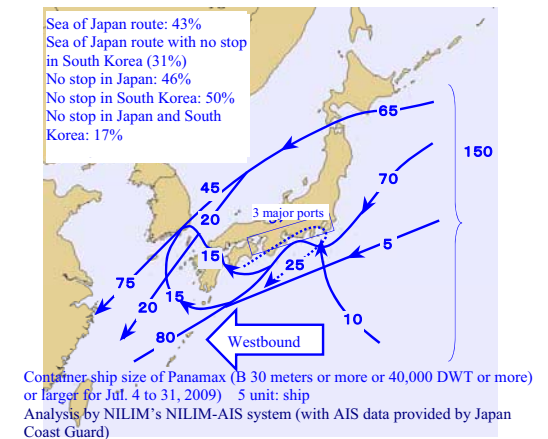 Sea of Japan route: 43%
Sea of Japan route with no stop
in South Korea (31%)
No stop in Japan: 46%
No stop in South Korea: 50%
No stop in Japan and South
Korea: 17%
65
150
70
45
20
3 major ports
5
15
25
75
20
15
10
80
Westbound
Container ship size of Panamax (B 30 meters or more or 40,000 DWT or more)
or larger for Jul. 4 to 31, 2009)    5 unit: ship
Analysis by NILIM's NILIM-AIS system (with AIS data provided by Japan
Coast Guard)